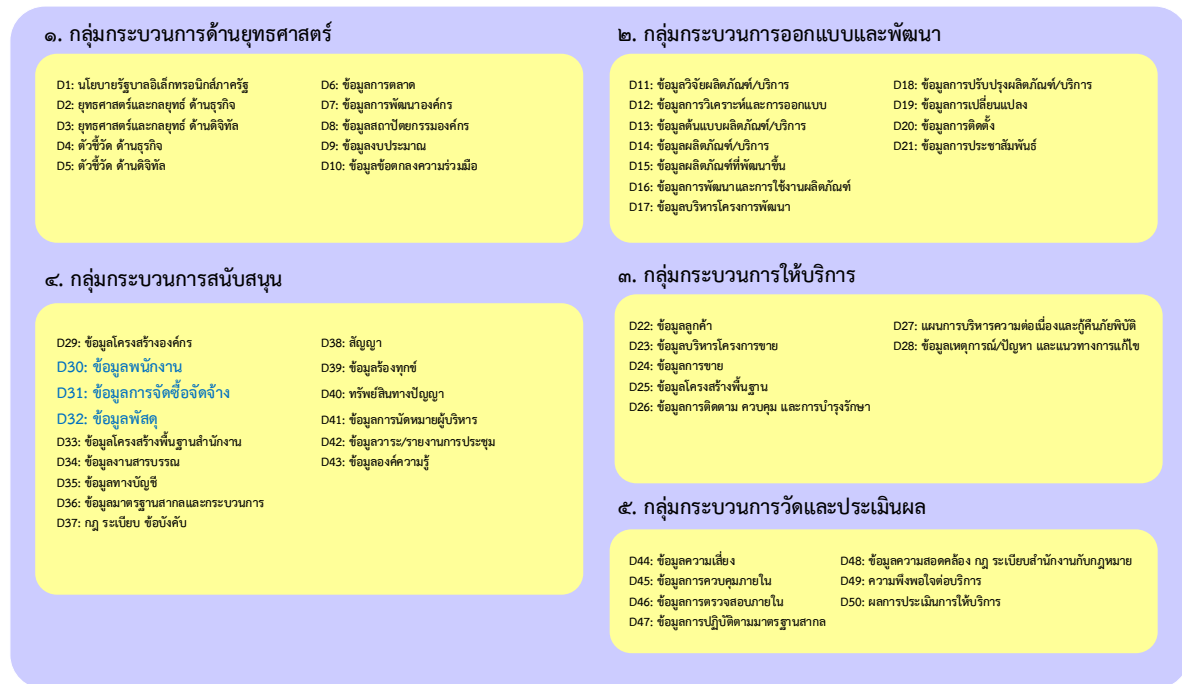 ๑. กลุ่มกระบวนการด้านยุทธศาสตร์
D1: นโยบายรัฐบาลอิเล็กทรอนิกส์ภาครัฐ
D2: ยุทธศาสตร์และกลยุทธ์ ด้านธุรกิจ
D3: ยุทธศาสตร์และกลยุทธ์ ด้านดิจิทัล
D4: ตัวชี้วัด ด้านธุรกิจ
D5: ตัวชี้วัด ด้านดิจิทัล
D6: ข้อมูลการตลาด
D7: ข้อมูลการพัฒนาองค์กร
D8: ข้อมูลสถาปัตยกรรมองค์กร
D9: ข้อมูลงบประมาณ
D10: ข้อมูลข้อตกลงความร่วมมือ
๒. กลุ่มกระบวนการออกแบบและพัฒนา
D11: ข้อมูลวิจัยผลิตภัณฑ์/บริการ
D12: ข้อมูลการวิเคราะห์และการออกแบบ
D13: ข้อมูลต้นแบบผลิตภัณฑ์/บริการ
D14: ข้อมูลผลิตภัณฑ์/บริการ
D15: ข้อมูลผลิตภัณฑ์ที่พัฒนาขึ้น
D16: ข้อมูลการพัฒนาและการใช้งานผลิตภัณฑ์
D17: ข้อมูลบริหารโครงการพัฒนา
D18: ข้อมูลการปรับปรุงผลิตภัณฑ์/บริการ
D19: ข้อมูลการเปลี่ยนแปลง
D20: ข้อมูลการติดตั้ง
D21: ข้อมูลการประชาสัมพันธ์
๔. กลุ่มกระบวนการสนับสนุน
D29: ข้อมูลโครงสร้างองค์กร
D30: ข้อมูลพนักงาน
D31: ข้อมูลการจัดซื้อจัดจ้าง
D32: ข้อมูลพัสดุ
D33: ข้อมูลโครงสร้างพื้นฐานสำนักงาน
D34: ข้อมูลงานสารบรรณ
D35: ข้อมูลทางบัญชี
D36: ข้อมูลมาตรฐานสากลและกระบวนการ
D37: กฎ ระเบียบ ข้อบังคับ
D38: สัญญา
D39: ข้อมูลร้องทุกข์
D40: ทรัพย์สินทางปัญญา
D41: ข้อมูลการนัดหมายผู้บริหาร
D42: ข้อมูลวาระ/รายงานการประชุม
D43: ข้อมูลองค์ความรู้
๓. กลุ่มกระบวนการให้บริการ
D22: ข้อมูลลูกค้า
D23: ข้อมูลบริหารโครงการขาย
D24: ข้อมูลการขาย
D25: ข้อมูลโครงสร้างพื้นฐาน
D26: ข้อมูลการติดตาม ควบคุม และการบำรุงรักษา
D27: แผนการบริหารความต่อเนื่องและกู้คืนภัยพิบัติ
D28: ข้อมูลเหตุการณ์/ปัญหา และแนวทางการแก้ไข
๕. กลุ่มกระบวนการวัดและประเมินผล
D44: ข้อมูลความเสี่ยง
D45: ข้อมูลการควบคุมภายใน
D46: ข้อมูลการตรวจสอบภายใน
D47: ข้อมูลการปฏิบัติตามมาตรฐานสากล
D48: ข้อมูลความสอดคล้อง กฎ ระเบียบสำนักงานกับกฎหมาย
D49: ความพึงพอใจต่อบริการ
D50: ผลการประเมินการให้บริการ